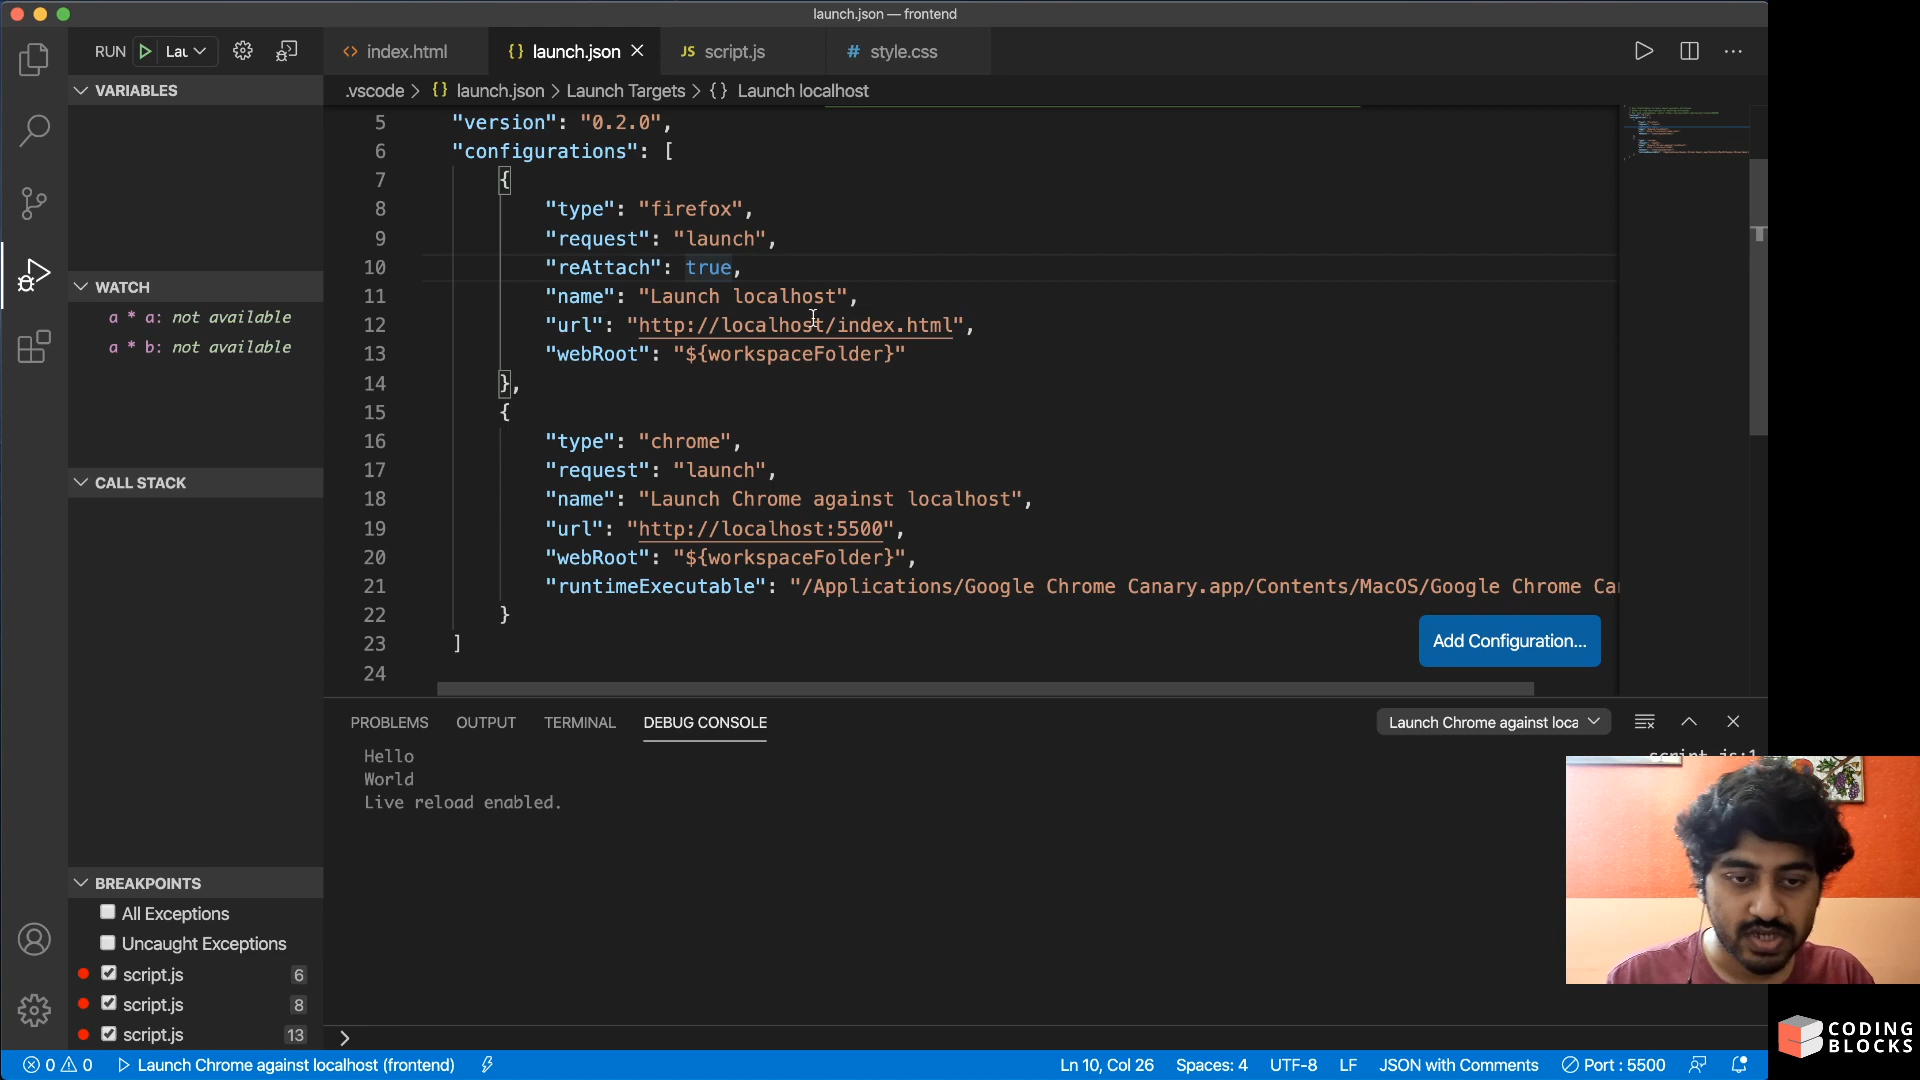 launch.json — frontend
RUN
Lau
index.html
{} launch.json
JS script.js
# style.css
.vscode > {} launch.json > Launch Targets > {} Launch localhost
VARIABLES
WATCH
a * a: not available
a * b: not available
CALL STACK
BREAKPOINTS
All Exceptions
Uncaught Exceptions
script.js 6
script.js 8
script.js 13
5 "version": "0.2.0",
6 "configurations": [
7 {
8 "type": "firefox",
9 "request": "launch",
10 "reAttach": true,
11 "name": "Launch localhost",
12 "url": "http://localhost/index.html",
13 "webRoot": "${workspaceFolder}"
14 },
15 {
16 "type": "chrome",
17 "request": "launch",
18 "name": "Launch Chrome against localhost",
19 "url": "http://localhost:5500",
20 "webRoot": "${workspaceFolder}",
21 "runtimeExecutable": "/Applications/Google Chrome Canary.app/Contents/MacOS/Google Chrome Ca
22 }
23 ]
24
Add Configuration...
PROBLEMS
OUTPUT
TERMINAL
DEBUG CONSOLE
Launch Chrome against loca
Hello
World
Live reload enabled.
script.js:1
0 0
Launch Chrome against localhost (frontend)
Ln 10, Col 26
Spaces: 4
UTF-8
LF
JSON with Comments
Port : 5500
CODING
BLOCKS